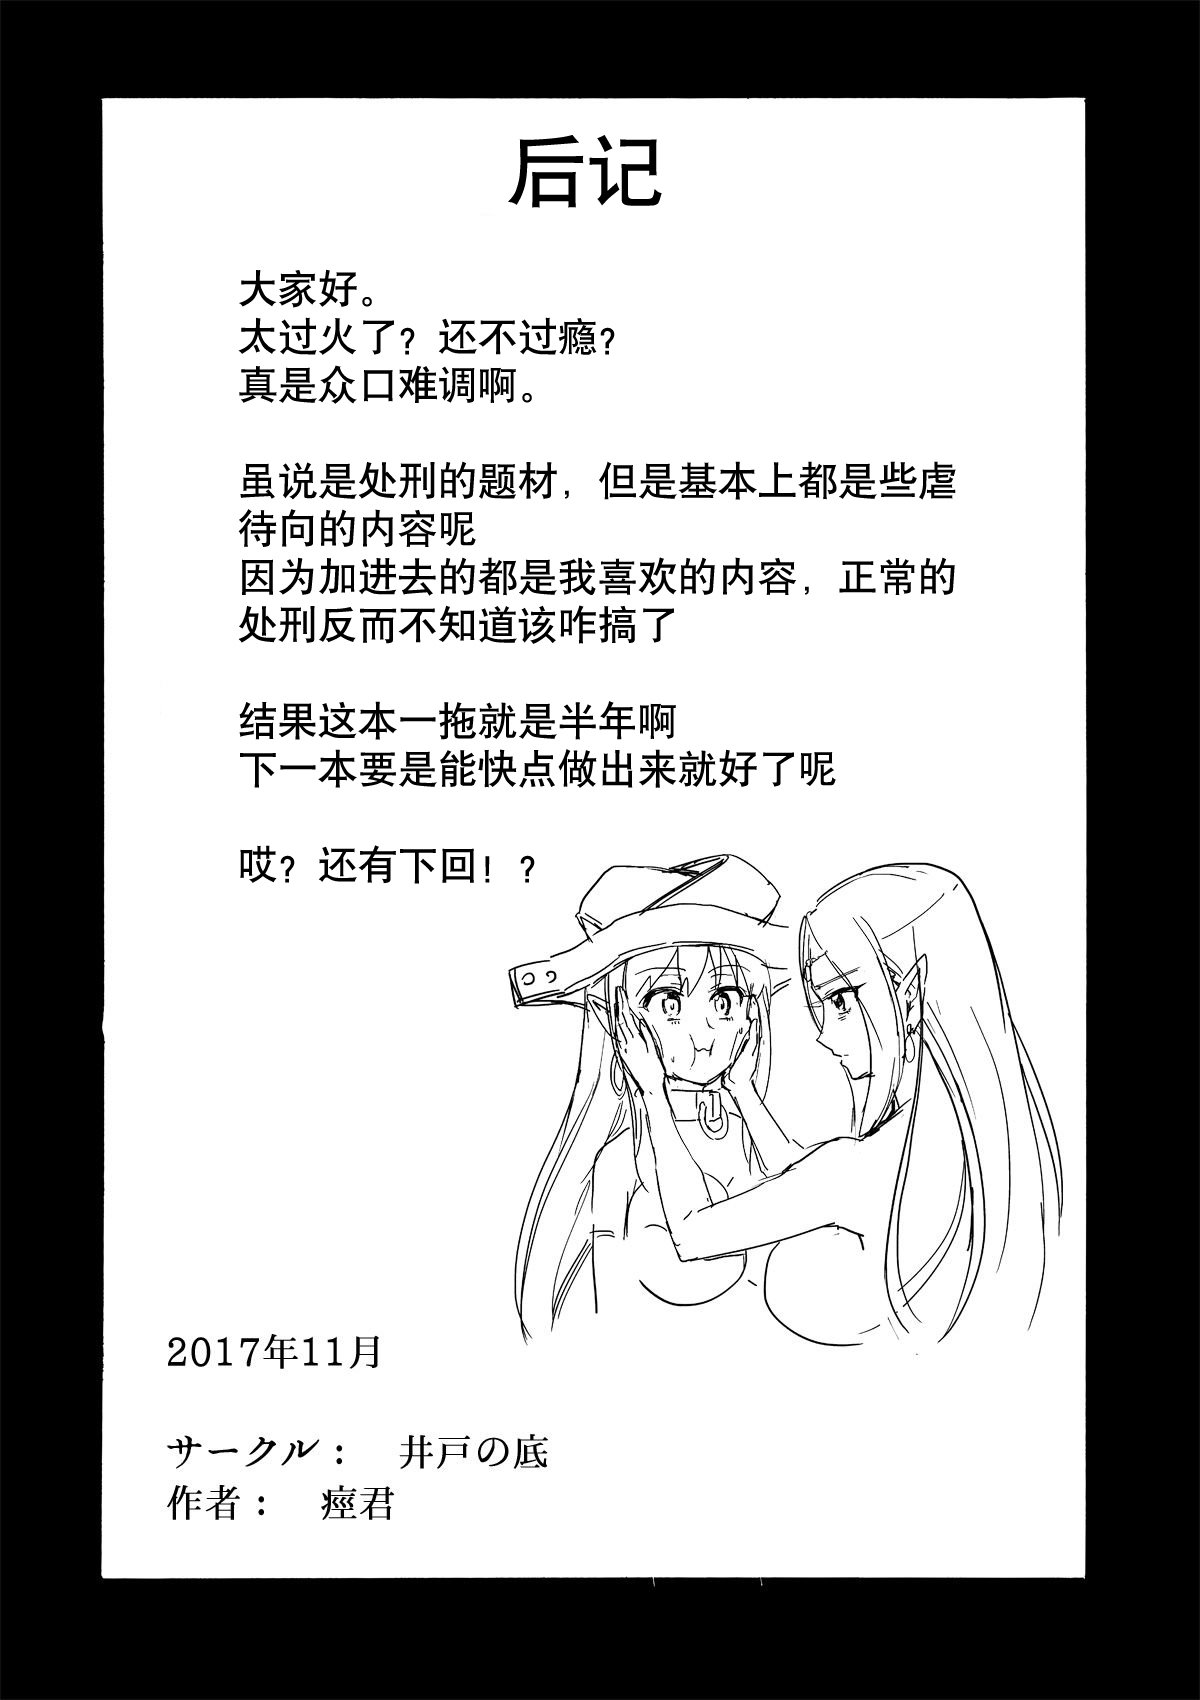 后记
大家好。
太过火了？还不过瘾？
真是众口难调啊。
虽说是处刑的题材，但是基本上都是些虐
待向的内容呢
因为加进去的都是我喜欢的内容，正常的
处刑反而不知道该咋搞了
结果这本一拖就是半年啊
下一本要是能快点做出来就好了呢
哎？还有下回！？
2017年11月
サークル：　井戸の底
作者：　痙君